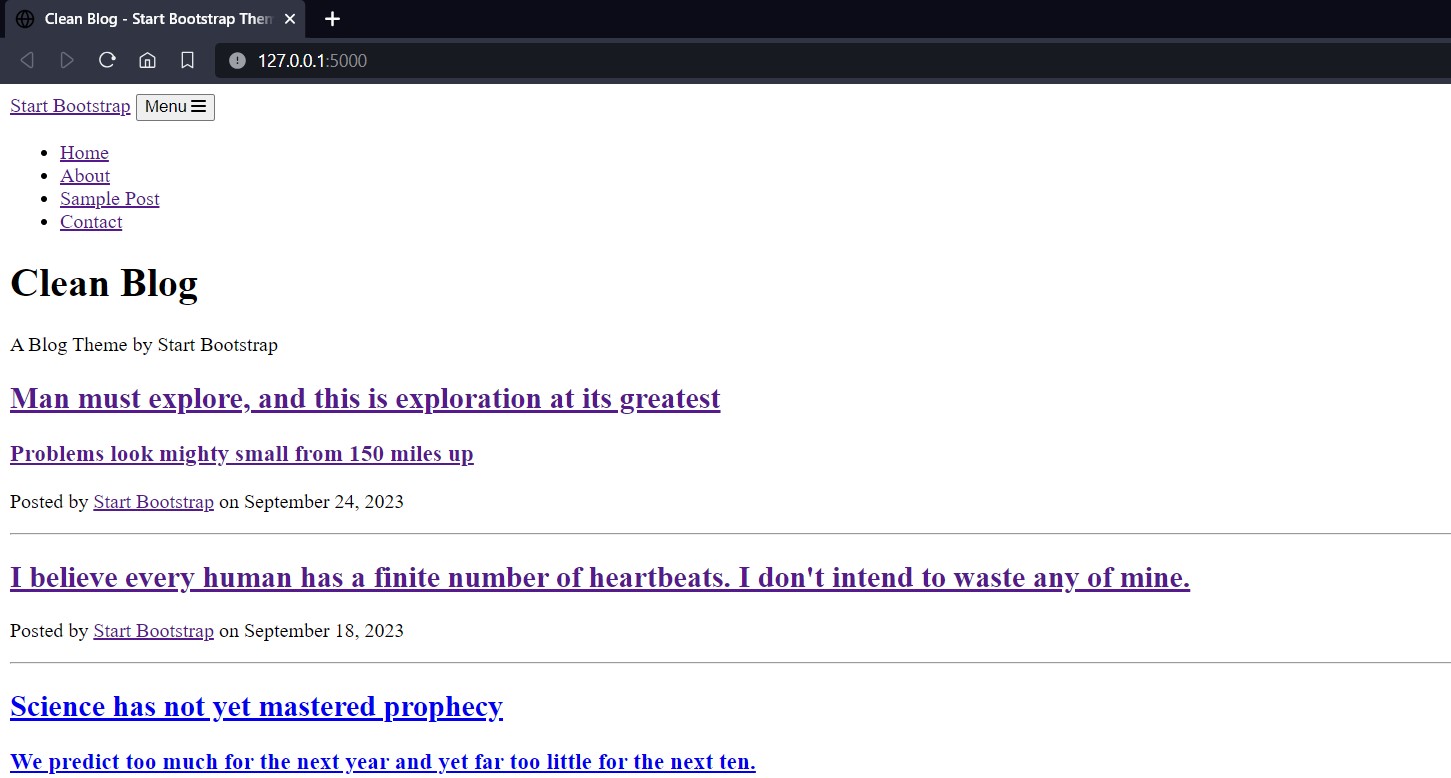 Clean Blog - Start Bootstrap Them
127.0.0.1:5000
Start Bootstrap Menu
Home
About
Sample Post
Contact
Clean Blog
A Blog Theme by Start Bootstrap
Man must explore, and this is exploration at its greatest
Problems look mighty small from 150 miles up
Posted by Start Bootstrap on September 24, 2023
I believe every human has a finite number of heartbeats. I don't intend to waste any of mine.
Posted by Start Bootstrap on September 18, 2023
Science has not yet mastered prophecy
We predict too much for the next year and yet far too little for the next ten.